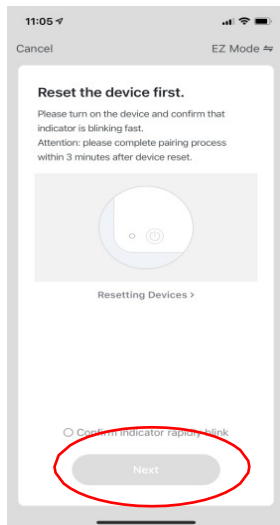 11:05
Cancel
EZ Mode ⇋
Reset the device first.
Please turn on the device and confirm that
indicator is blinking fast.
Attention: please complete pairing process
within 3 minutes after device reset.
Resetting Devices >
Confirm indicator rapidly blink
Next